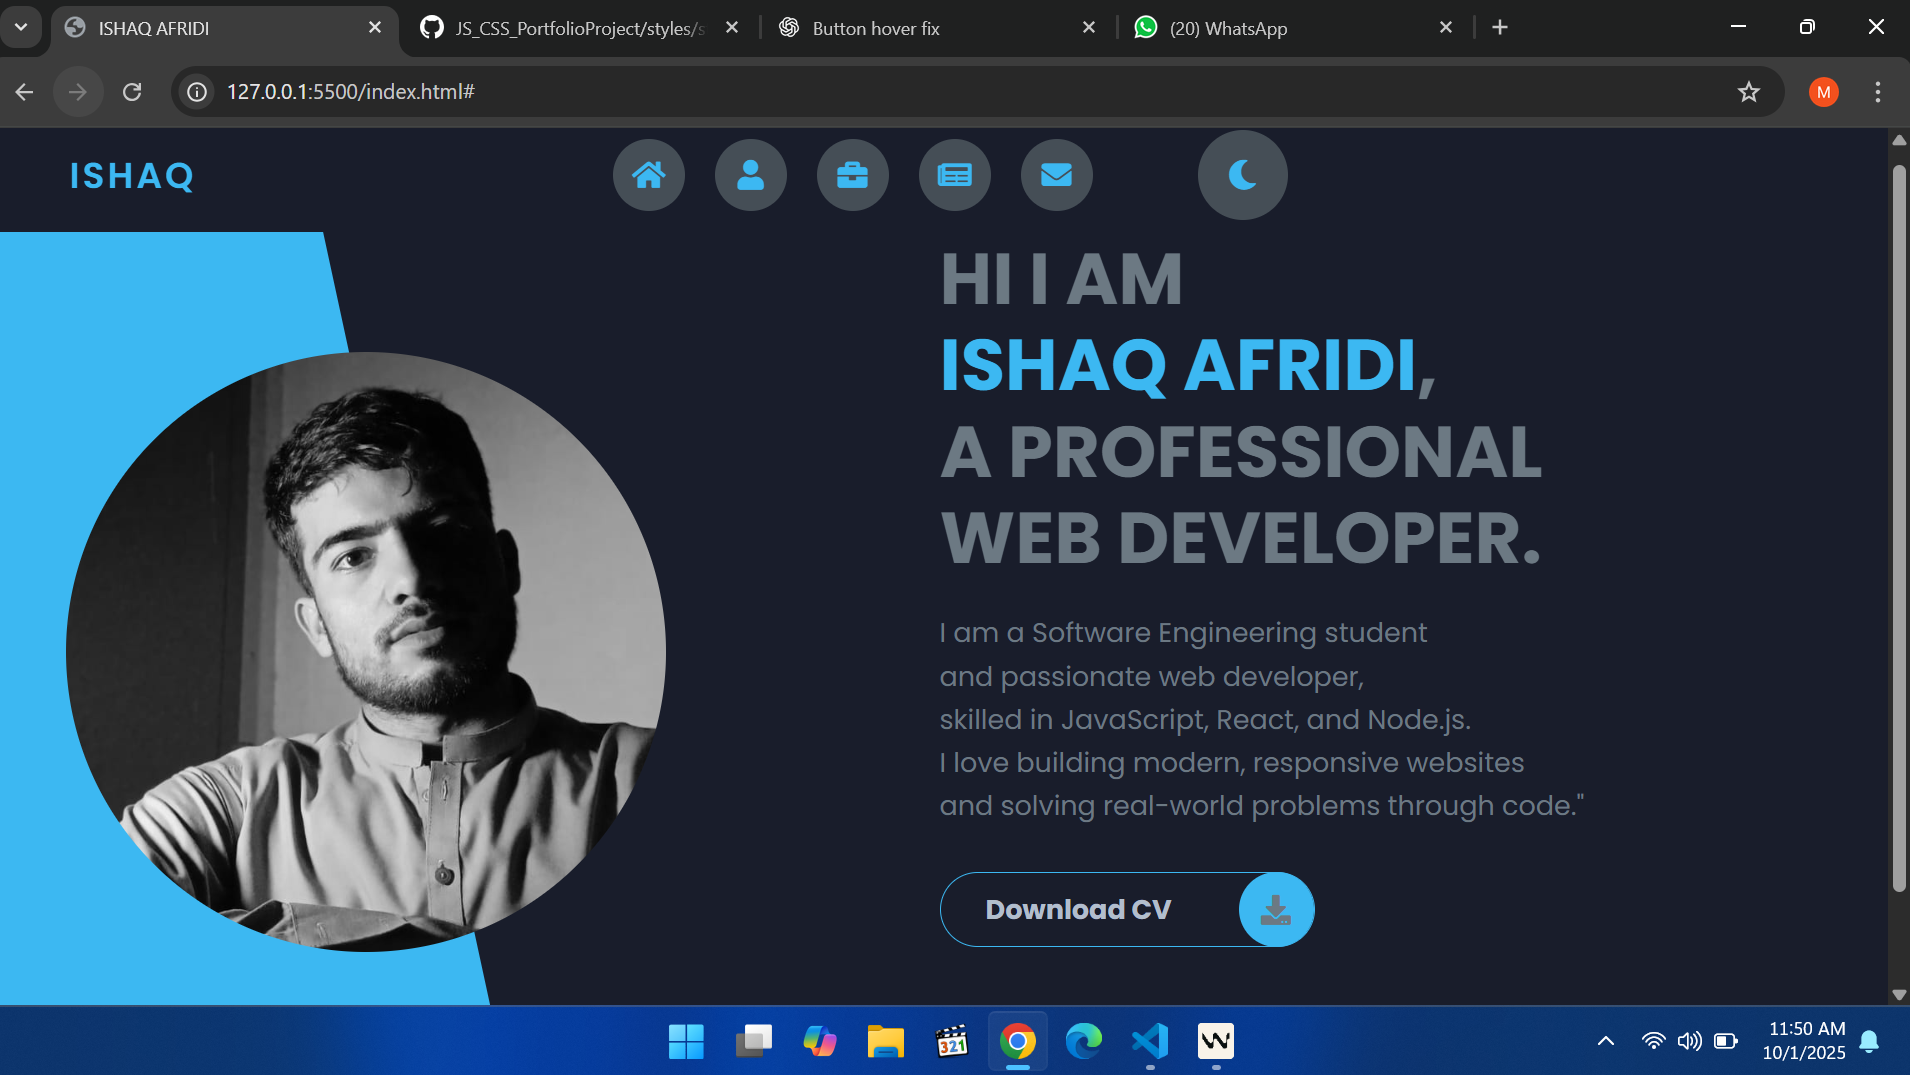 ISHAQ AFRIDI
JS_CSS_PortfolioProject/styles/s
Button hover fix
(20) WhatsApp
127.0.0.1:5500/index.html#
M
ISHAQ
HI I AM
ISHAQ AFRIDI,
A PROFESSIONAL
WEB DEVELOPER.
I am a Software Engineering student
and passionate web developer,
skilled in JavaScript, React, and Node.js.
I love building modern, responsive websites
and solving real-world problems through code."
Download CV
321
11:50 AM
10/1/2025